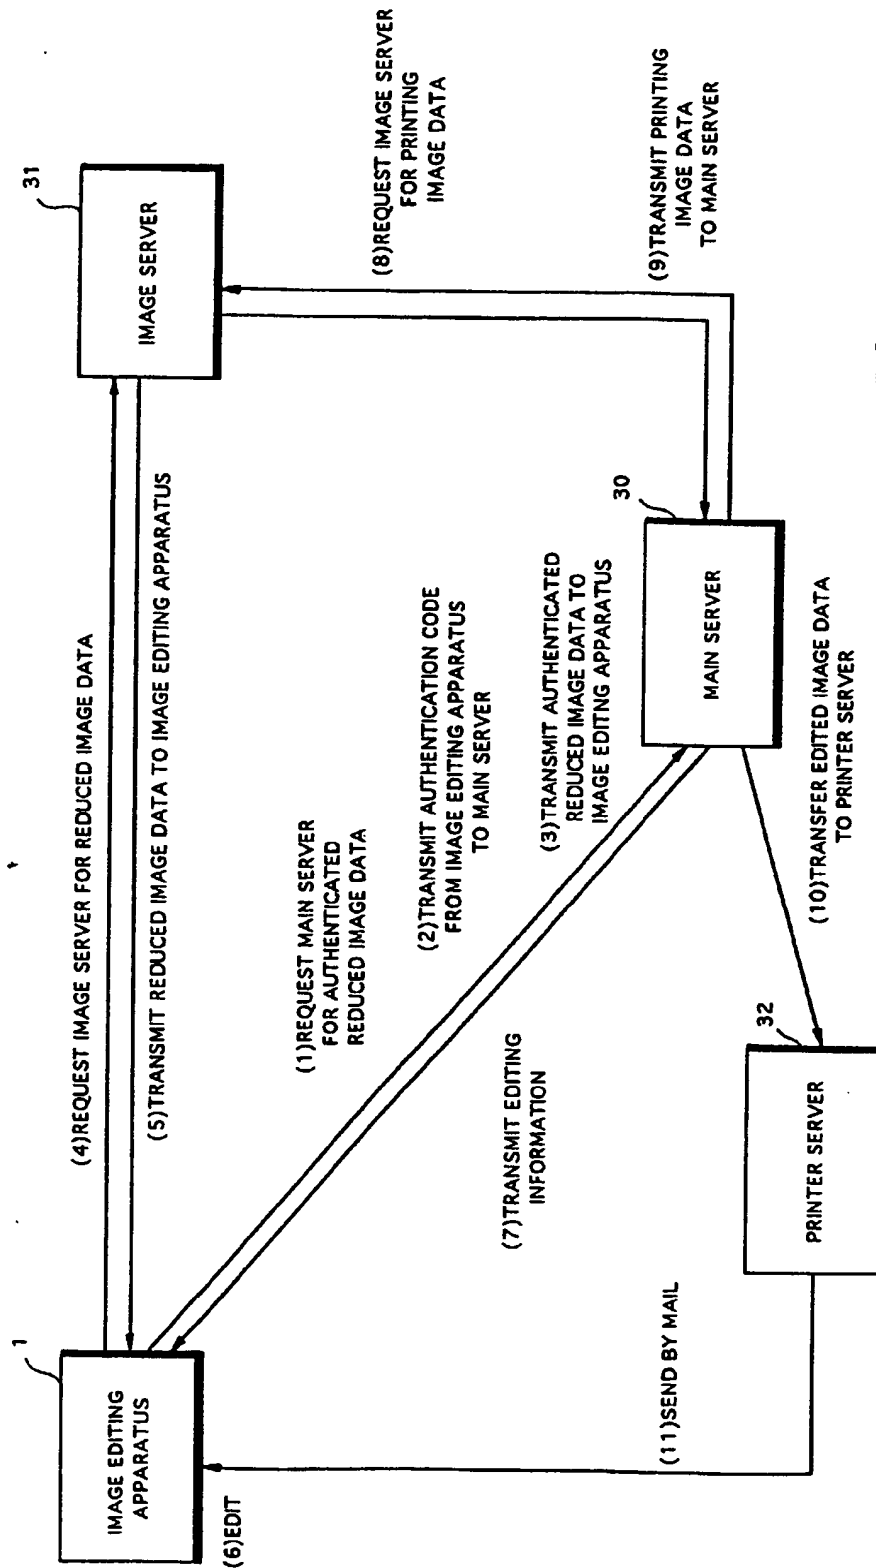 1
IMAGE EDITING
APPARATUS
(6)EDIT
(4)REQUEST IMAGE SERVER FOR REDUCED IMAGE DATA
(5)TRANSMIT REDUCED IMAGE DATA TO IMAGE EDITING APPARATUS
31
IMAGE SERVER
(1)REQUEST MAIN SERVER
FOR AUTHENTICATED
REDUCED IMAGE DATA
(2)TRANSMIT AUTHENTICATION CODE
FROM IMAGE EDITING APPARATUS
TO MAIN SERVER
(3)TRANSMIT AUTHENTICATED
REDUCED IMAGE DATA TO
IMAGE EDITNG APPARATUS
(7)TRANSMIT EDITING
INFORMATION
(8)REQUEST IMAGE SERVER
FOR PRINTING
IMAGE DATA
(9)TRANSMIT PRINTING
IMAGE DATA
TO MAIN SERVER
30
MAIN SERVER
(10)TRANSFER EDITED IMAGE DATA
TO PRINTER SERVER
32
PRINTER SERVER
(11)SEND BY MAIL